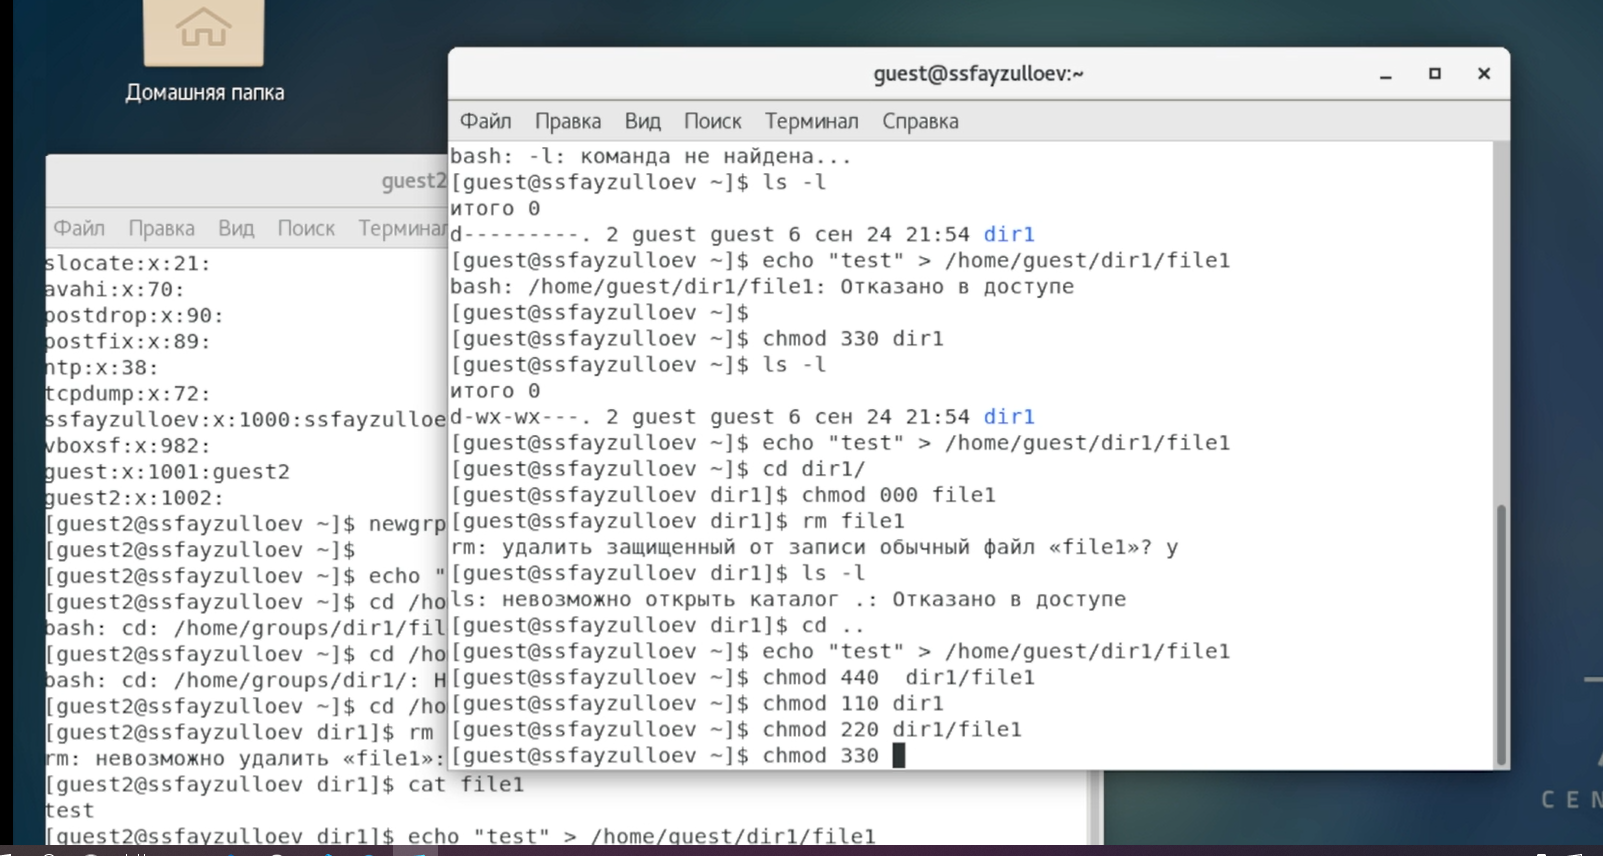 Домашняя папка
guest@ssfayzulloev:~
Файл Правка Вид Поиск Терминал Справка
bash: -l: команда не найдена...
[guest@ssfayzulloev ~]$ ls -l
итого 0
d---------. 2 guest guest 6 сен 24 21:54 dir1
[guest@ssfayzulloev ~]$ echo "test" > /home/guest/dir1/file1
bash: /home/guest/dir1/file1: Отказано в доступе
[guest@ssfayzulloev ~]$
[guest@ssfayzulloev ~]$ chmod 330 dir1
[guest@ssfayzulloev ~]$ ls -l
итого 0
d-wx-wx---. 2 guest guest 6 сен 24 21:54 dir1
[guest@ssfayzulloev ~]$ echo "test" > /home/guest/dir1/file1
[guest@ssfayzulloev ~]$ cd dir1/
[guest@ssfayzulloev dir1]$ chmod 000 file1
[guest@ssfayzulloev dir1]$ rm file1
rm: удалить защищенный от записи обычный файл «file1»? y
[guest@ssfayzulloev dir1]$ ls -l
ls: невозможно открыть каталог .: Отказано в доступе
[guest@ssfayzulloev dir1]$ cd ..
[guest@ssfayzulloev ~]$ echo "test" > /home/guest/dir1/file1
[guest@ssfayzulloev ~]$ chmod 440  dir1/file1
[guest@ssfayzulloev ~]$ chmod 110 dir1
[guest@ssfayzulloev ~]$ chmod 220 dir1/file1
[guest@ssfayzulloev ~]$ chmod 330
guest2
Файл Правка Вид Поиск Терминал
slocate:x:21:
avahi:x:70:
postdrop:x:90:
postfix:x:89:
ntp:x:38:
tcpdump:x:72:
ssfayzulloev:x:1000:ssfayzulloe
vboxsf:x:982:
guest:x:1001:guest2
guest2:x:1002:
[guest2@ssfayzulloev ~]$ newgrp
[guest2@ssfayzulloev ~]$
[guest2@ssfayzulloev ~]$ echo "
[guest2@ssfayzulloev ~]$ cd /ho
bash: cd: /home/groups/dir1/fil
[guest2@ssfayzulloev ~]$ cd /ho
bash: cd: /home/groups/dir1/: Н
[guest2@ssfayzulloev ~]$ cd /ho
[guest2@ssfayzulloev dir1]$ rm
rm: невозможно удалить «file1»:
[guest2@ssfayzulloev dir1]$ cat file1
test
[guest2@ssfayzulloev dir1]$ echo "test" > /home/guest/dir1/file1
CEN